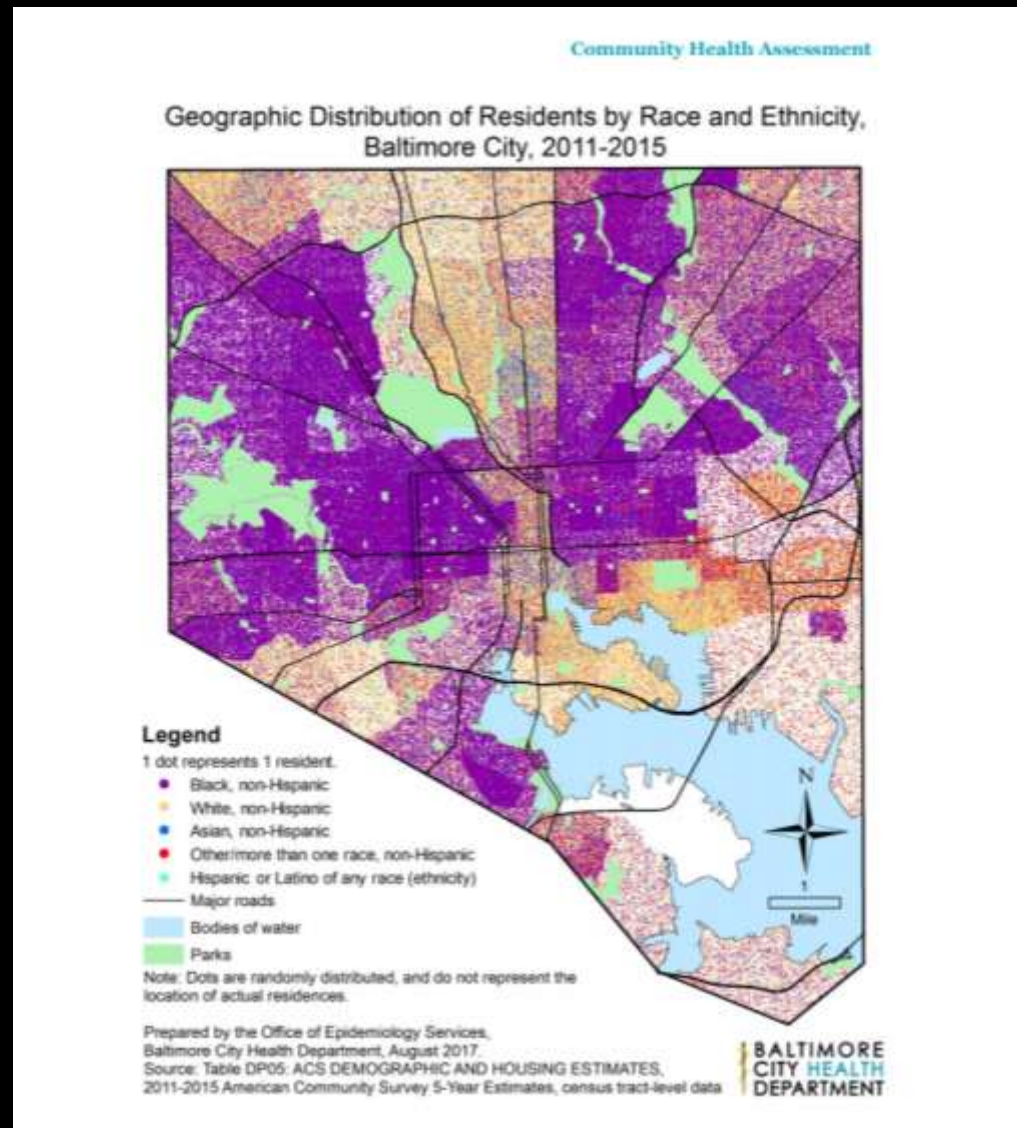 Community Health Assessment
Geographic Distribution of Residents by Race and Ethnicity,
Baltimore City, 2011-2015
Legend
1 dot represents 1 resident.
Black, non-Hispanic
White, non-Hispanic
Asian, non-Hispanic
Other/more than one race, non-Hispanic
Hispanic or Latino of any race (ethnicity)
Major roads
Bodies of water
Parks
N
1
Mile
Note: Dots are randomly distributed, and do not represent the
location of actual residences.
Prepared by the Office of Epidemiology Services,
Baltimore City Health Department, August 2017.
Source: Table DP05: ACS DEMOGRAPHIC AND HOUSING ESTIMATES,
2011-2015 American Community Survey 5-Year Estimates, census tract-level data
BALTIMORE
CITY HEALTH
DEPARTMENT